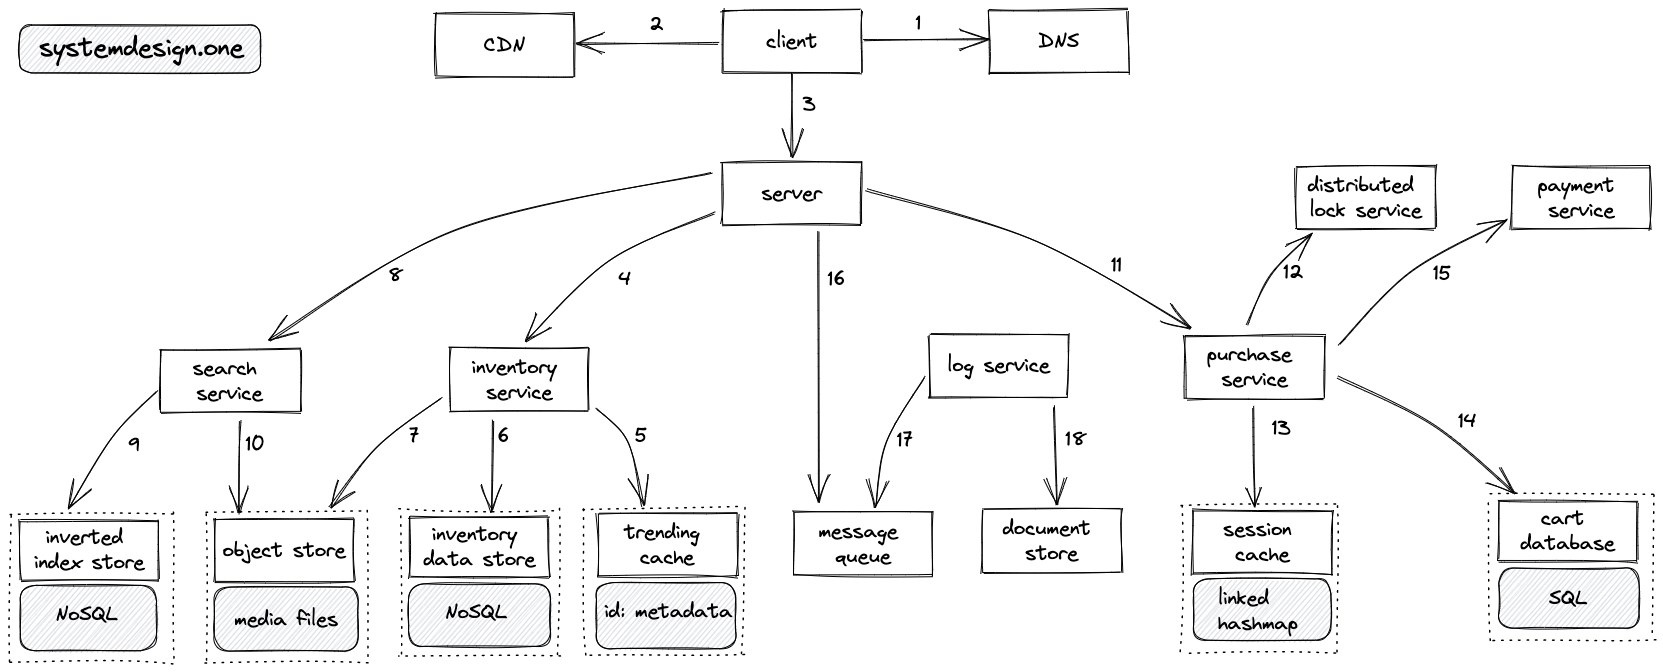 systemdesign.one
CDN
2
client
1
DNS
3
server
distributed
lock service
payment
service
8
4
16
11
12
15
search
service
inventory
service
log service
purchase
service
9
10
7
6
5
17
18
13
14
inverted
index store
NoSQL
object store
media files
inventory
data store
NoSQL
trending
cache
id: metadata
message
queue
document
store
session
cache
linked
hashmap
cart
database
SQL